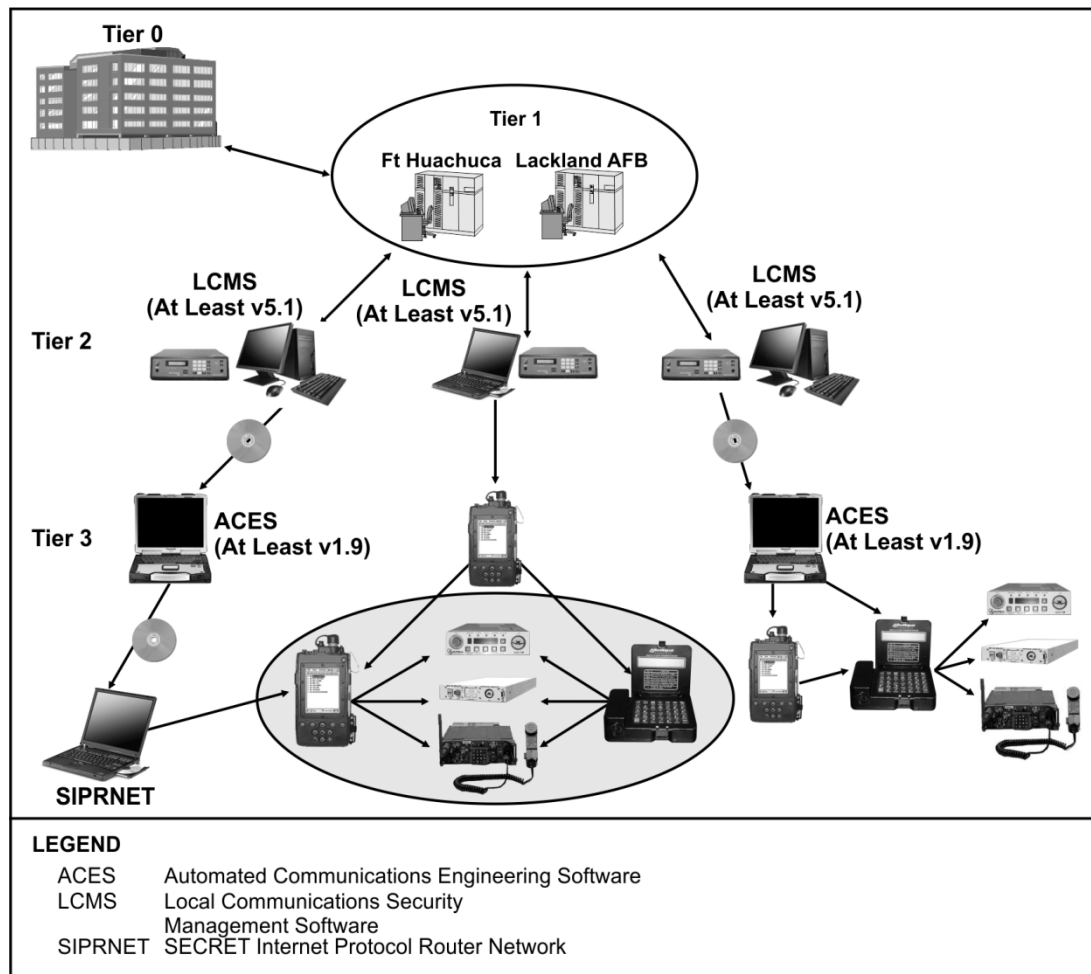 Tier 0
Tier 1
Ft Huachuca
Lackland AFB
LCMS
(At Least v5.1)
LCMS
(At Least v5.1)
LCMS
(At Least v5.1)
Tier 2
Tier 3
ACES
(At Least v1.9)
ACES
(At Least v1.9)
SIPRNET
LEGEND
ACES Automated Communications Engineering Software
LCMS Local Communications Security
Management Software
SIPRNET SECRET Internet Protocol Router Network